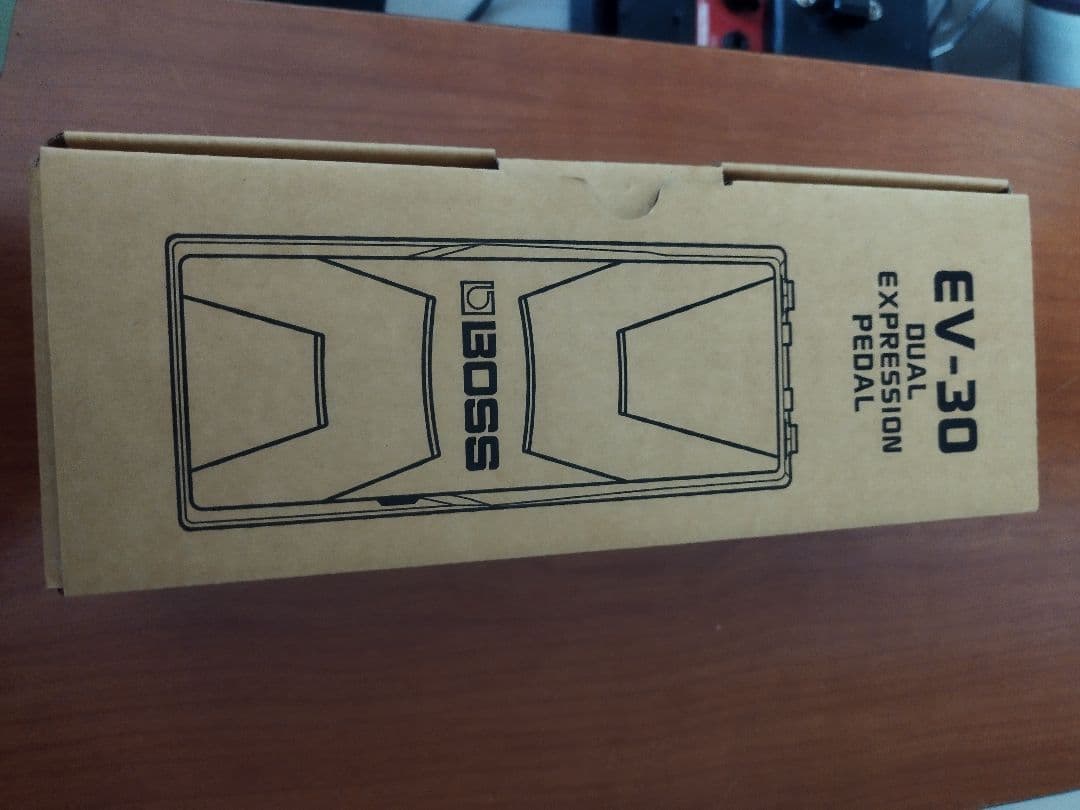 EV-30
DUAL
EXPRESSION
PEDAL
BOSS